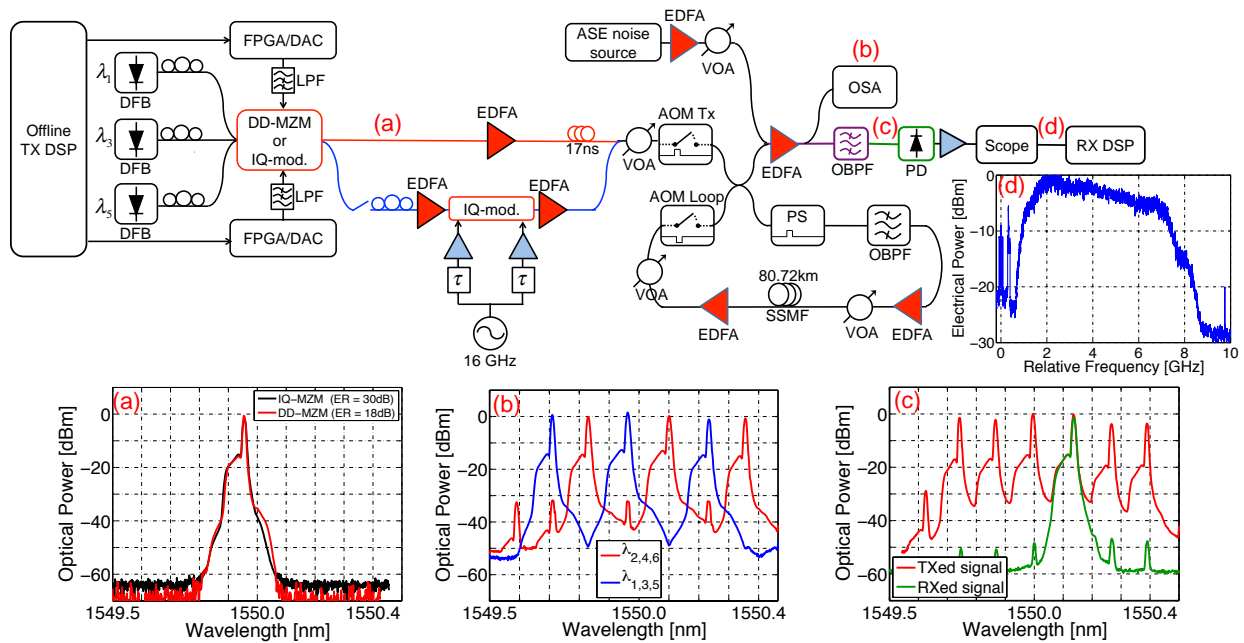 Offline
TX DSP
λ1
DFB
λ3
DFB
λ5
DFB
FPGA/DAC
LPF
DD-MZM
or
IQ-mod.
LPF
FPGA/DAC
(a)
EDFA
17ns
EDFA
IQ-mod.
EDFA
τ
τ
16 GHz
ASE noise
source
EDFA
VOA
VOA
AOM Tx
AOM Loop
VOA
EDFA
80.72km
SSMF
VOA
EDFA
PS
OBPF
EDFA
(b)
OSA
(c)
OBPF
PD
Scope
(d)
RX DSP
(d)
Electrical Power [dBm]
0
−10
−20
−30
0 2 4 6 8 10
Relative Frequency [GHz]
(a)
IQ−MZM (ER = 30dB)
DD−MZM (ER = 18dB)
Optical Power [dBm]
0
−20
−40
−60
1549.5 1550.0 1550.5
Wavelength [nm]
(b)
Optical Power [dBm]
0
−20
−40
−60
λ2,4,6
λ1,3,5
1549.5 1550.0 1550.4
Wavelength [nm]
(c)
Optical Power [dBm]
0
−20
−40
−60
TXed signal
RXed signal
1549.5 1550.0 1550.4
Wavelength [nm]